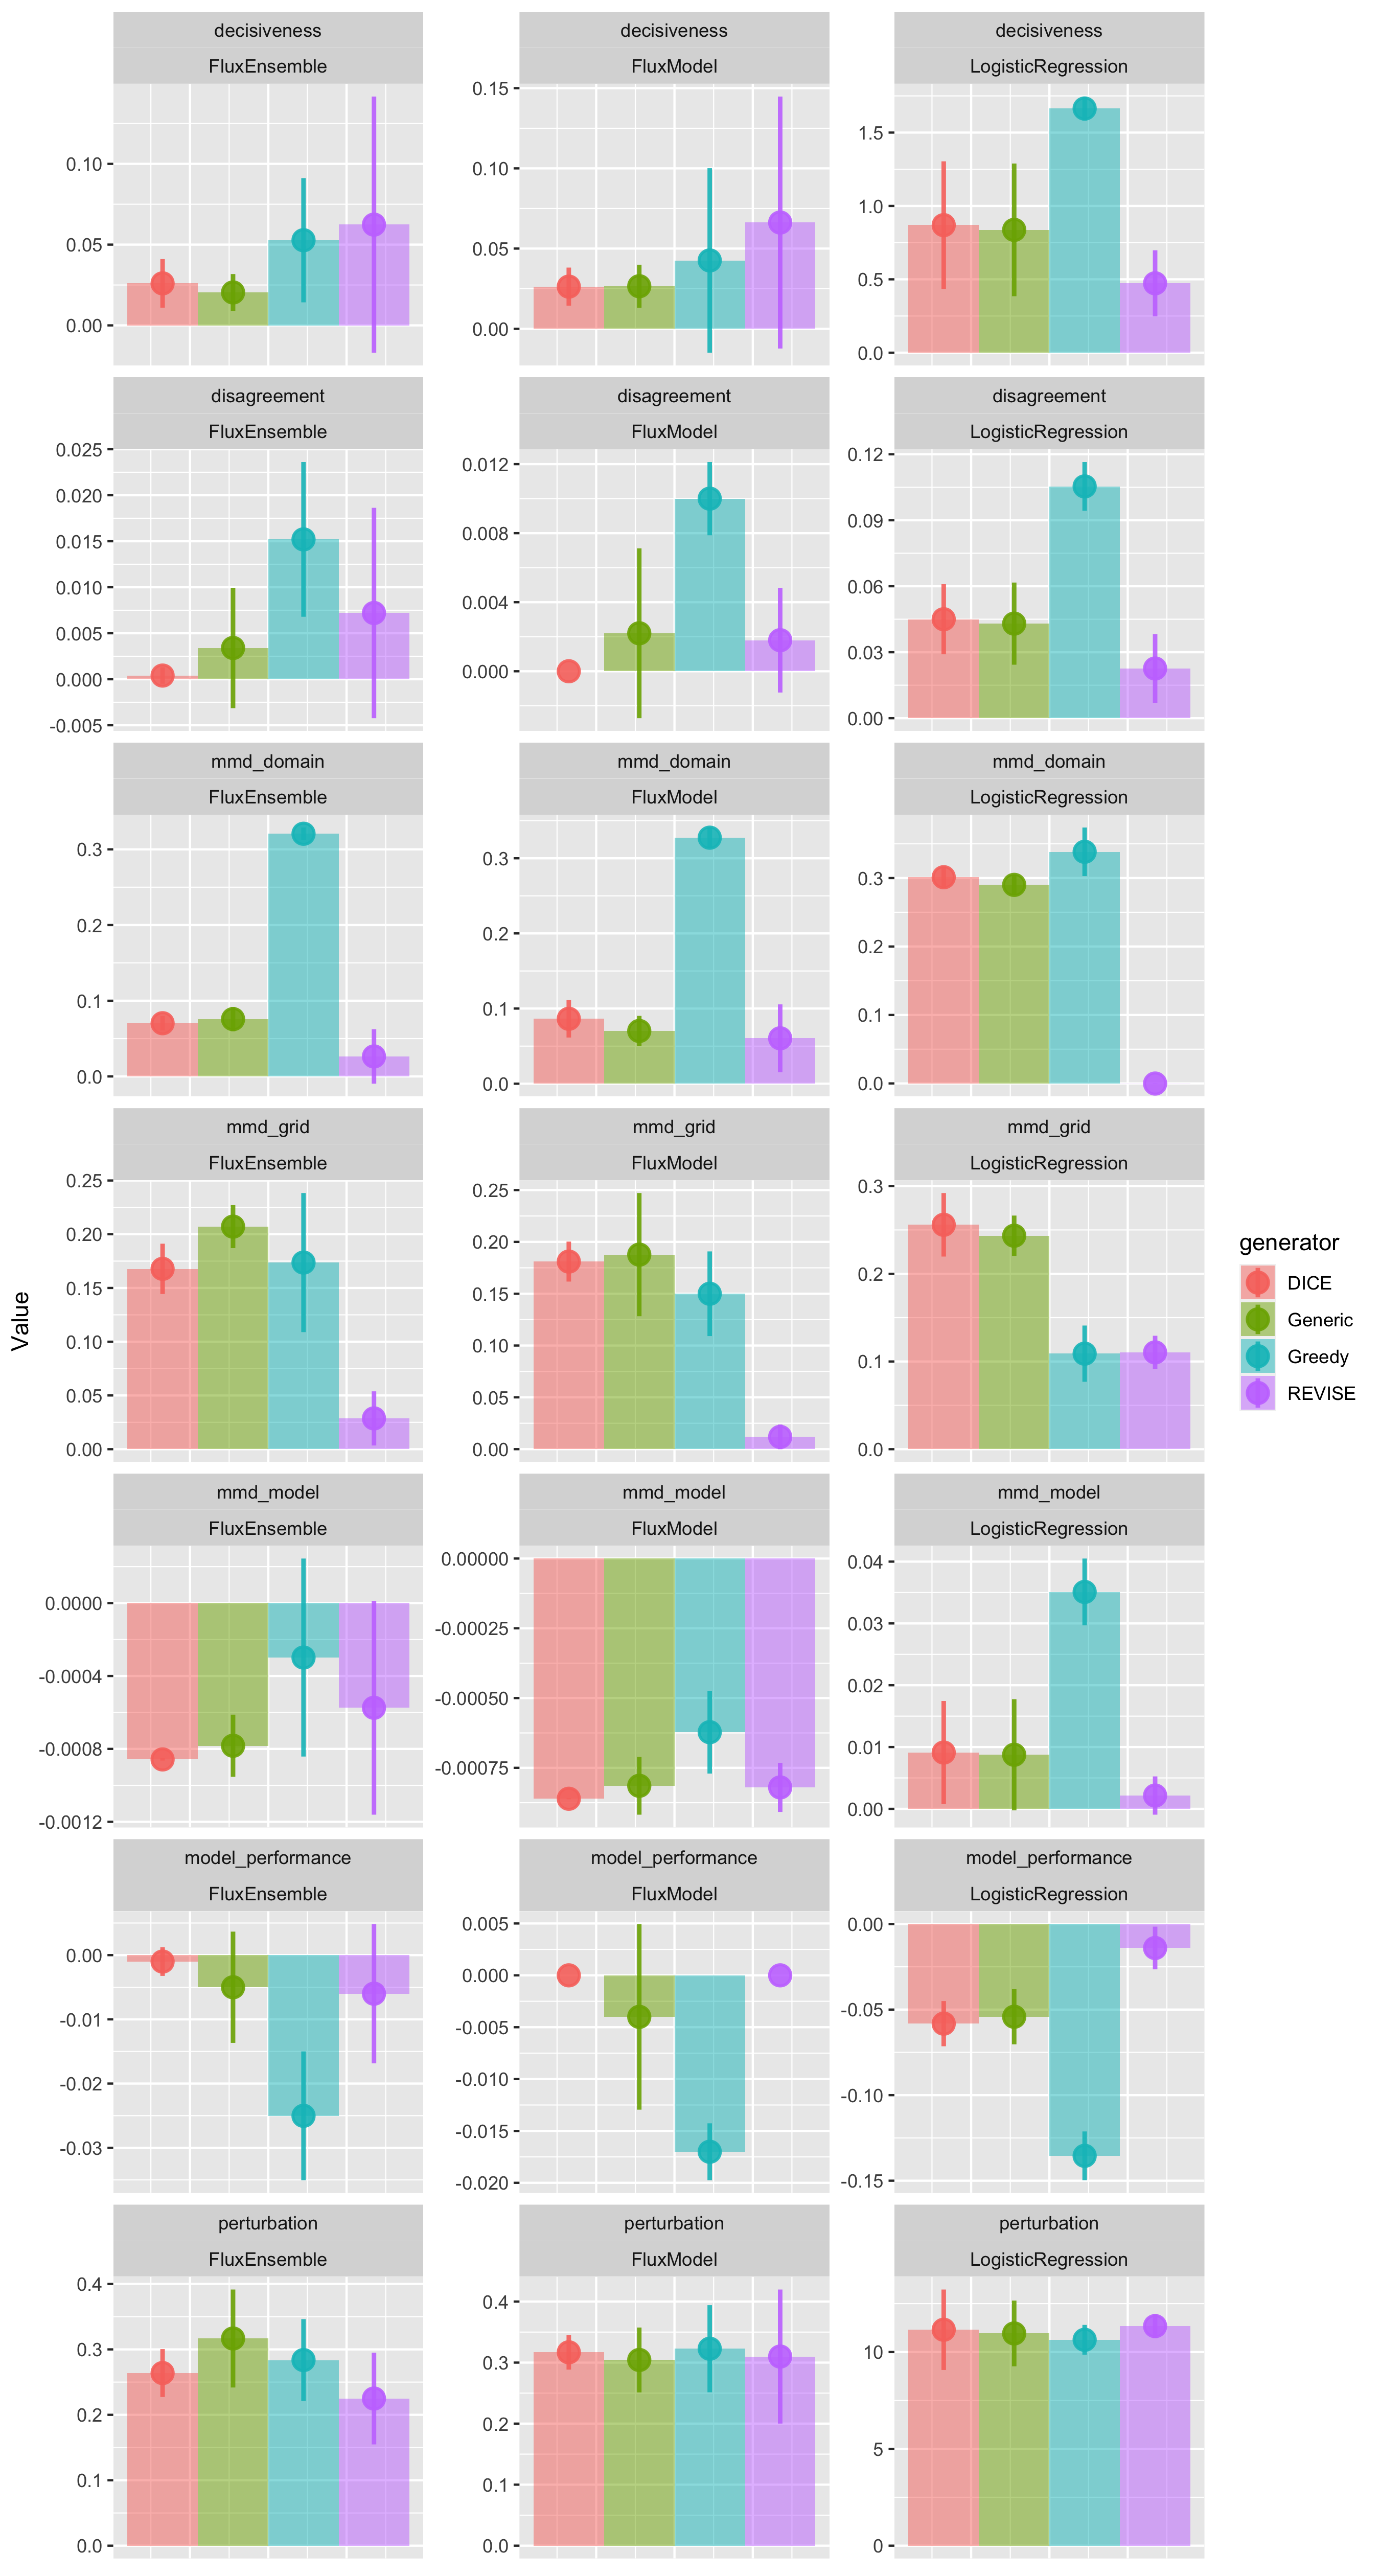 decisiveness
FluxEnsemble
0.10
0.05
0.00
decisiveness
FluxModel
0.15
0.10
0.05
0.00
decisiveness
LogisticRegression
1.5
1.0
0.5
0.0
disagreement
FluxEnsemble
0.025
0.020
0.015
0.010
0.005
0.000
-0.005
disagreement
FluxModel
0.012
0.008
0.004
0.000
disagreement
LogisticRegression
0.12
0.09
0.06
0.03
0.00
mmd_domain
FluxEnsemble
0.3
0.2
0.1
0.0
mmd_domain
FluxModel
0.3
0.2
0.1
0.0
mmd_domain
LogisticRegression
0.3
0.2
0.1
0.0
Value
mmd_grid
FluxEnsemble
0.25
0.20
0.15
0.10
0.05
0.00
mmd_grid
FluxModel
0.25
0.20
0.15
0.10
0.05
0.00
mmd_grid
LogisticRegression
0.3
0.2
0.1
0.0
generator
DICE
Generic
Greedy
REVISE
mmd_model
FluxEnsemble
0.0000
-0.0004
-0.0008
-0.0012
mmd_model
FluxModel
0.00000
-0.00025
-0.00050
-0.00075
mmd_model
LogisticRegression
0.04
0.03
0.02
0.01
0.00
model_performance
FluxEnsemble
0.00
-0.01
-0.02
-0.03
model_performance
FluxModel
0.005
0.000
-0.005
-0.010
-0.015
-0.020
model_performance
LogisticRegression
0.00
-0.05
-0.10
-0.15
perturbation
FluxEnsemble
0.4
0.3
0.2
0.1
0.0
perturbation
FluxModel
0.4
0.3
0.2
0.1
0.0
perturbation
LogisticRegression
10
5
0